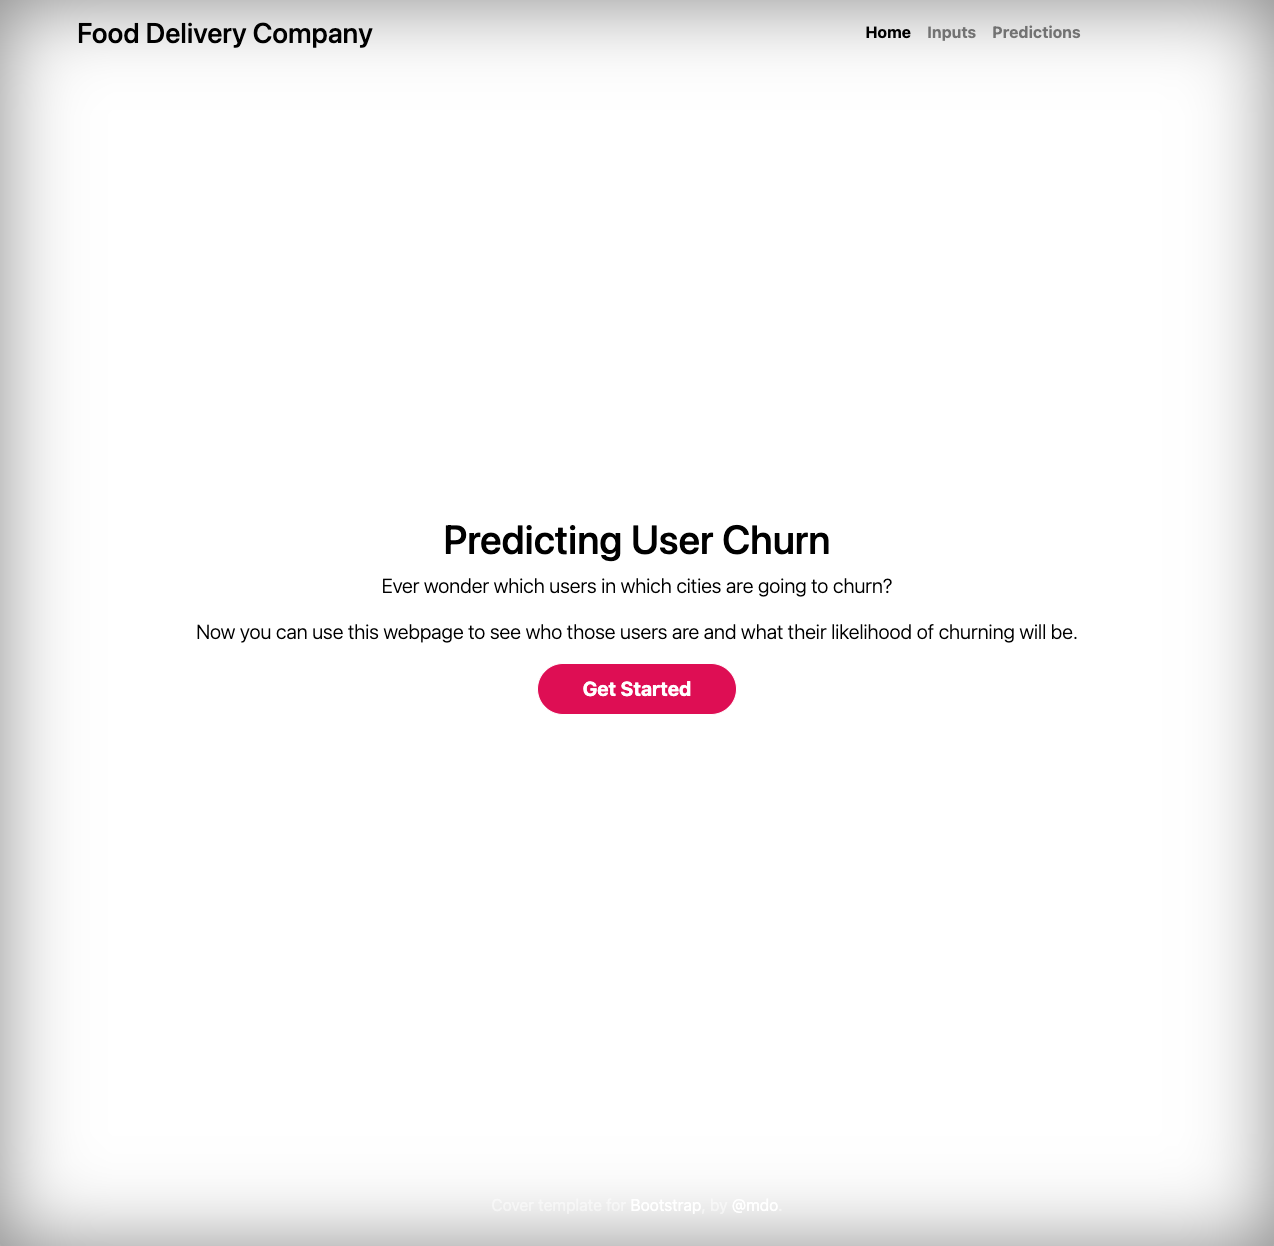 Food Delivery Company
Home Inputs Predictions
Predicting User Churn
Ever wonder which users in which cities are going to churn?
Now you can use this webpage to see who those users are and what their likelihood of churning will be.
Get Started
Cover template for Bootstrap, by @mdo.